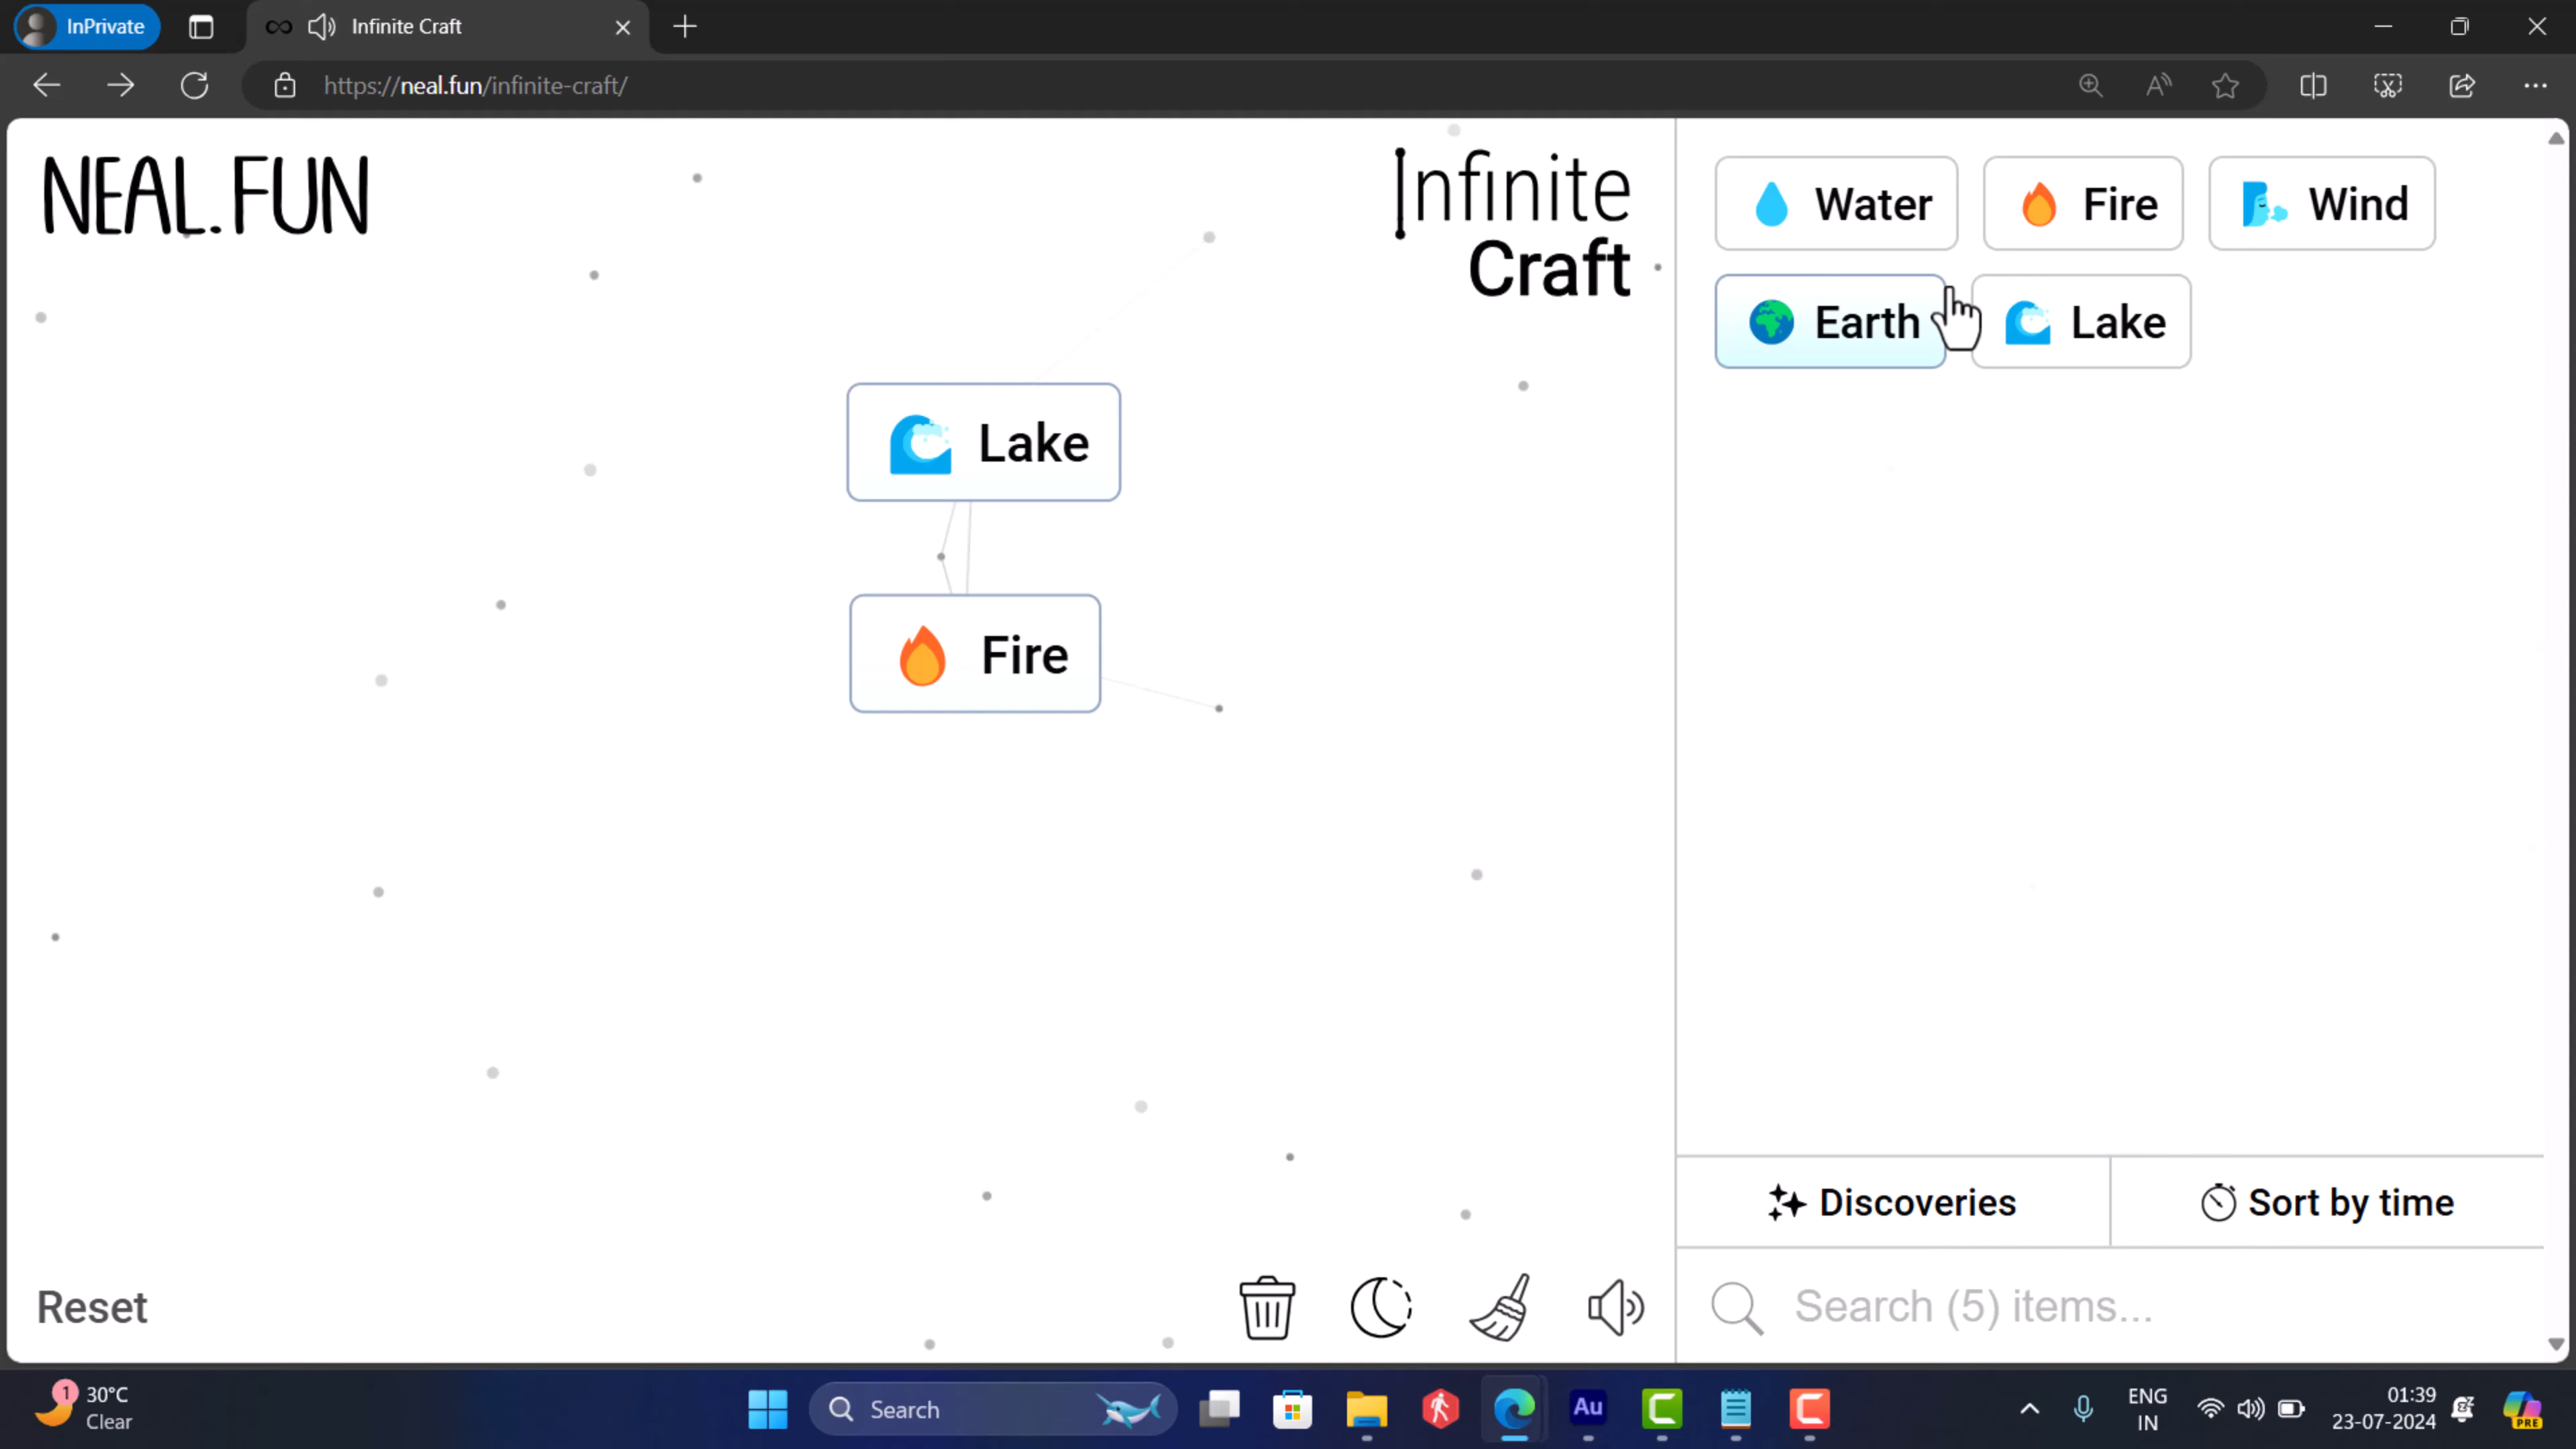 InPrivate
Infinite Craft
https://neal.fun/infinite-craft/
NEAL.FUN
Infinite
Craft
Water
Fire
Wind
Earth
Lake
Lake
Fire
Discoveries
Sort by time
Reset
Search (5) items...
1
30°C
Clear
Search
Au
ENG
IN
01:39
23-07-2024
PRE